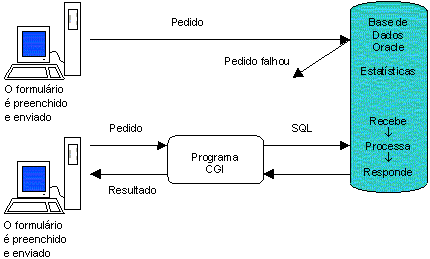 Pedido
Base de
Dados
Oracle
Pedido falhou
Estatísticas
O formulário
é preenchido
e enviado
Pedido
SQL
Recebe
Programa
CGI
Processa
Resultado
Responde
O formulário
é preenchido
e enviado